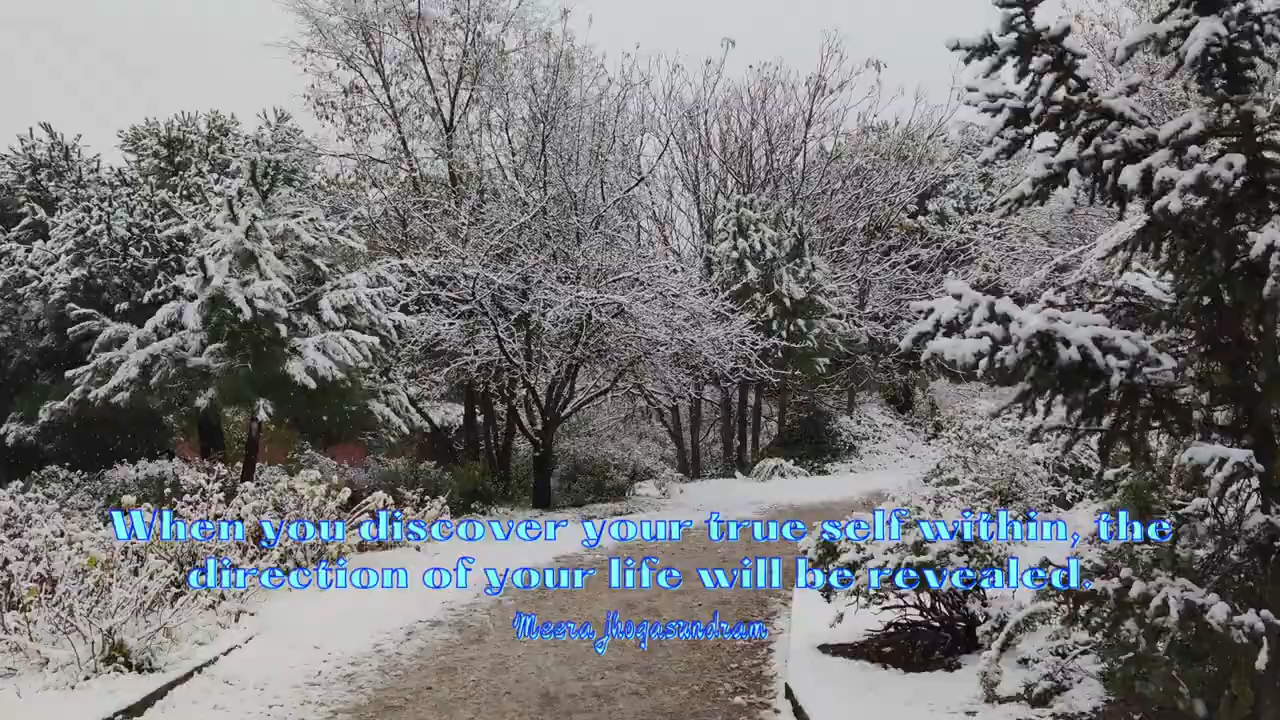 When you discover your true self within, the
direction of your life will be revealed.
Meera jhogasundram